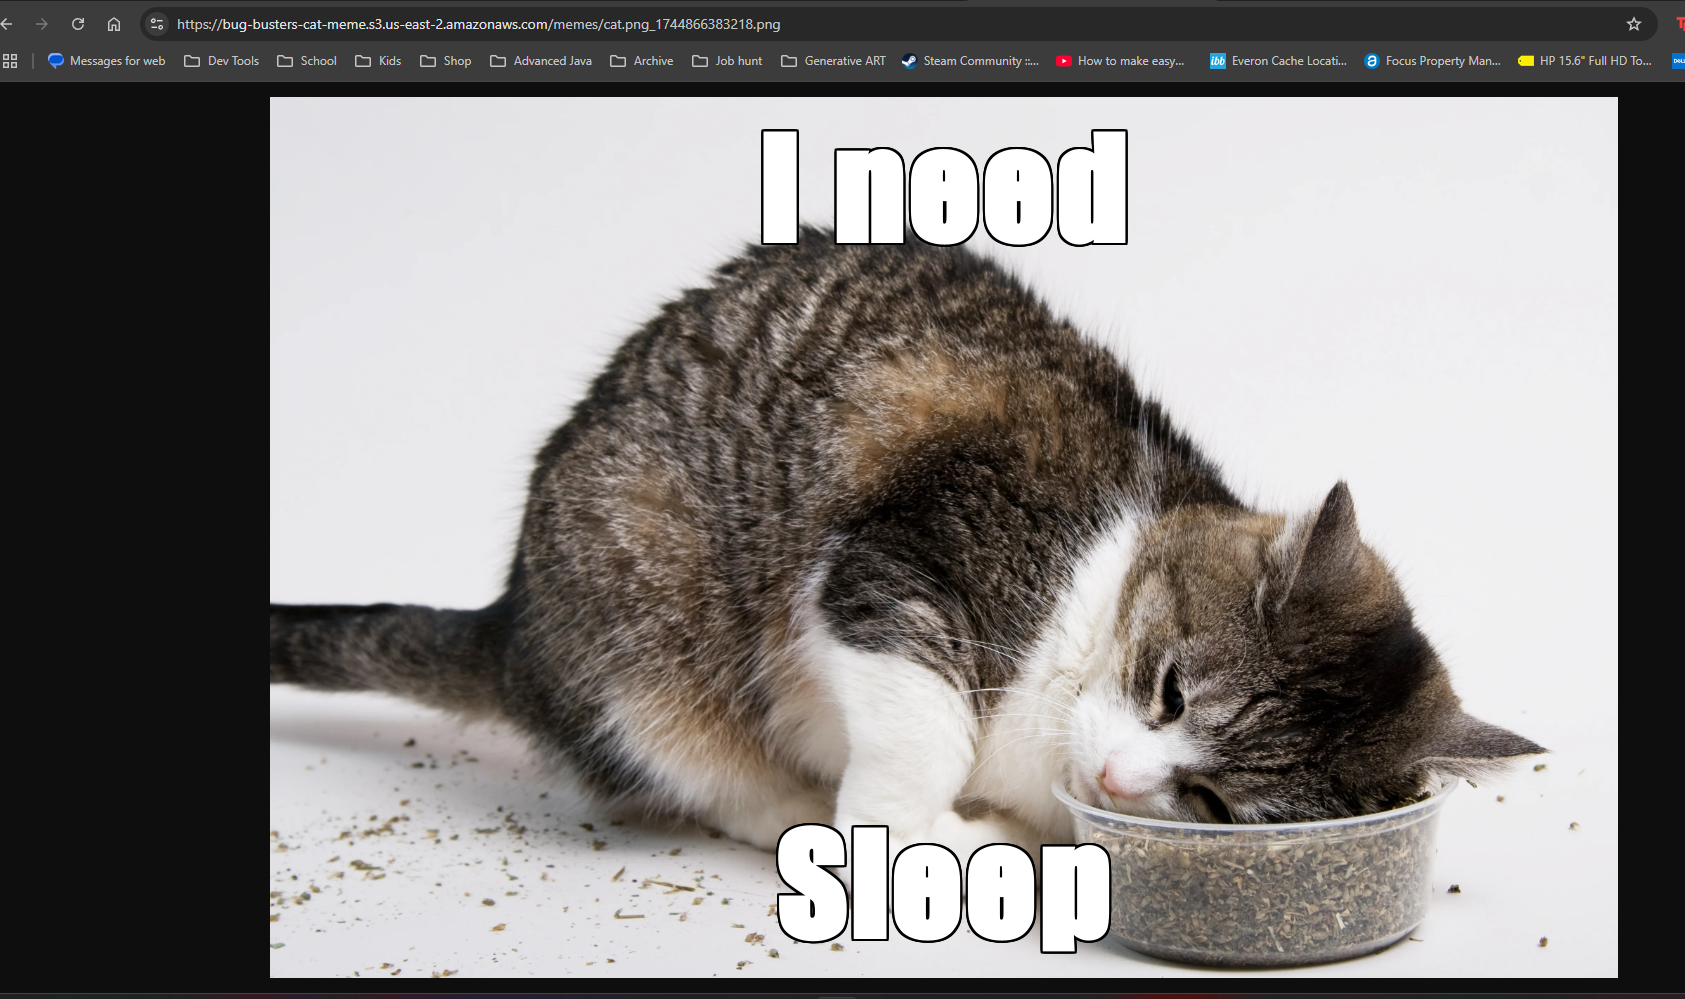 https://bug-busters-cat-meme.s3.us-east-2.amazonaws.com/memes/cat.png_1744866383218.png
Messages for web Dev Tools School Kids Shop Advanced Java Archive Job hunt Generative ART Steam Community ::... How to make easy... ibb Everon Cache Locati... Focus Property Man... HP 15.6" Full HD To... DELL
I need
Sleep